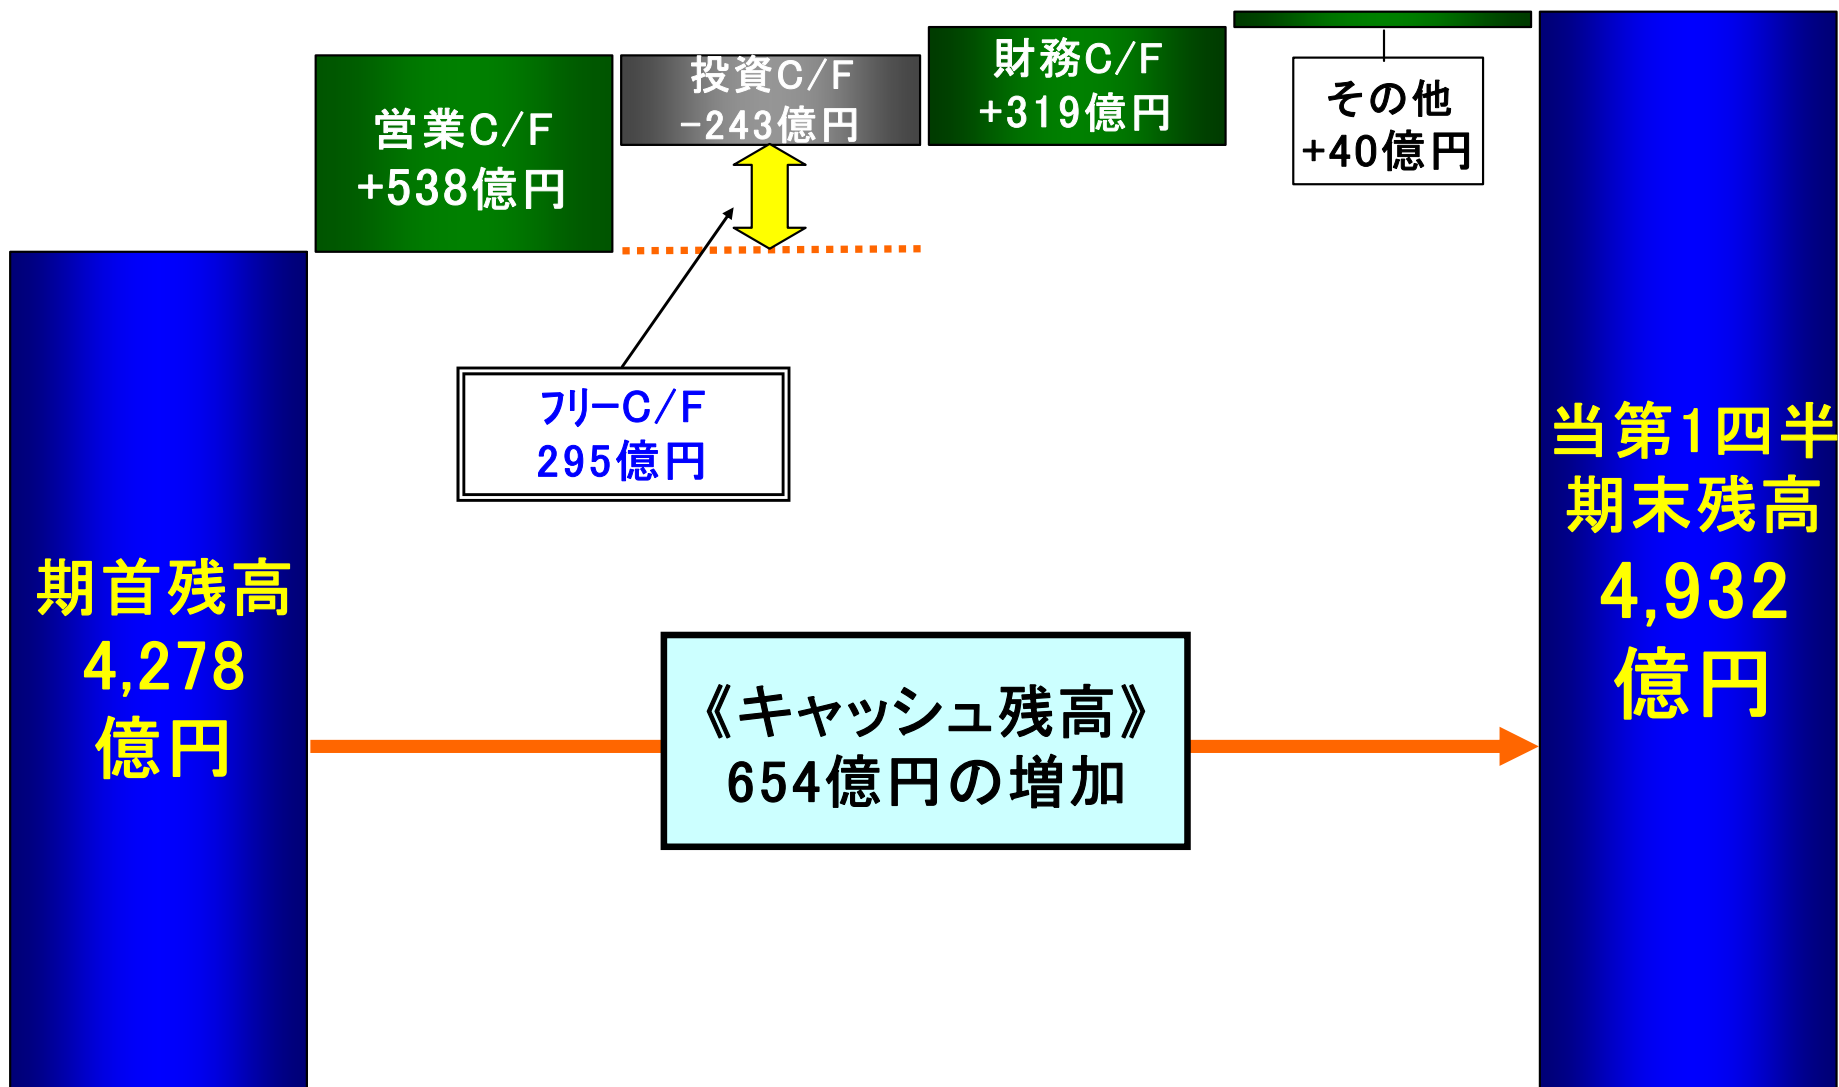 期首残高
4,278
億円
営業C/F
+538億円
投資C/F
-243億円
財務C/F
+319億円
その他
+40億円
フリーC/F
295億円
《キャッシュ残高》
654億円の増加
当第1四半
期末残高
4,932
億円